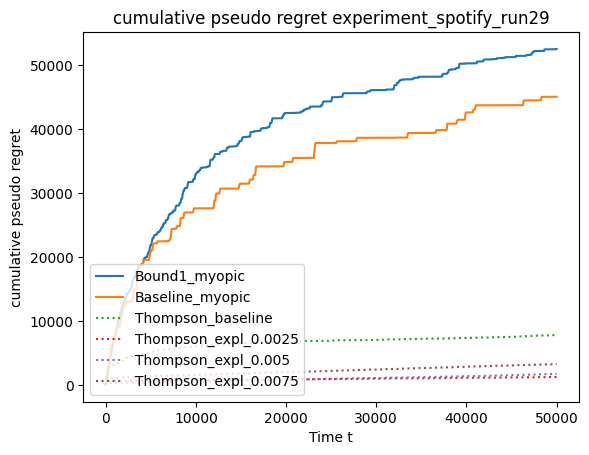 cumulative pseudo regret experiment_spotify_run29
cumulative pseudo regret
50000
40000
30000
20000
10000
0
Bound1_myopic
Baseline_myopic
Thompson_baseline
Thompson_expl_0.0025
Thompson_expl_0.005
Thompson_expl_0.0075
0 10000 20000 30000 40000 50000
Time t